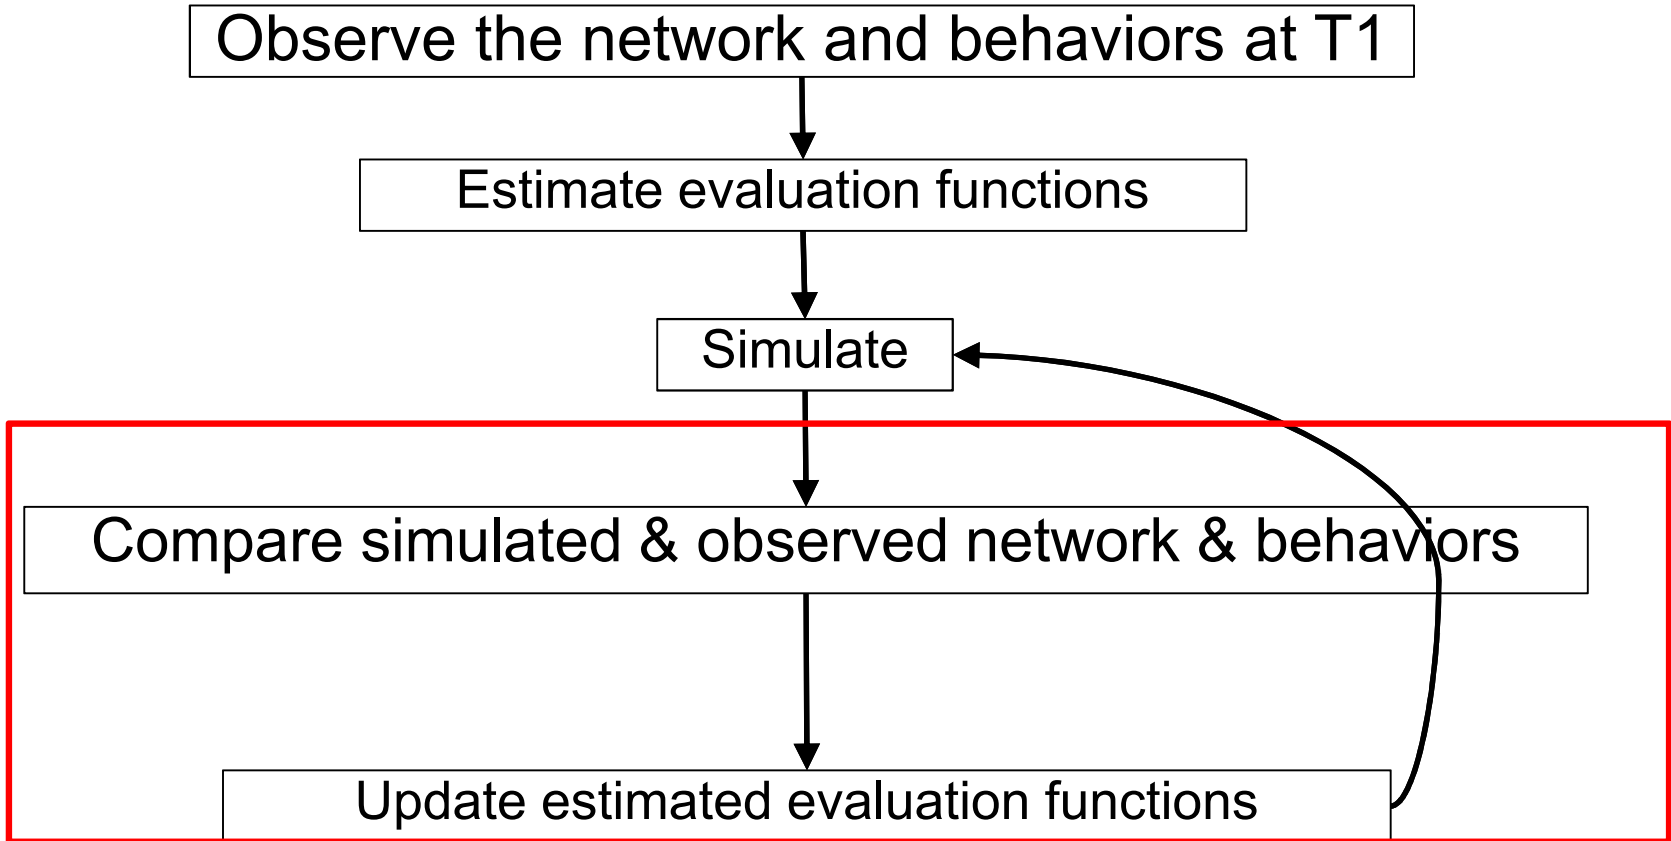 Observe the network and behaviors at T1
Estimate evaluation functions
Simulate
Compare simulated & observed network & behaviors
Update estimated evaluation functions